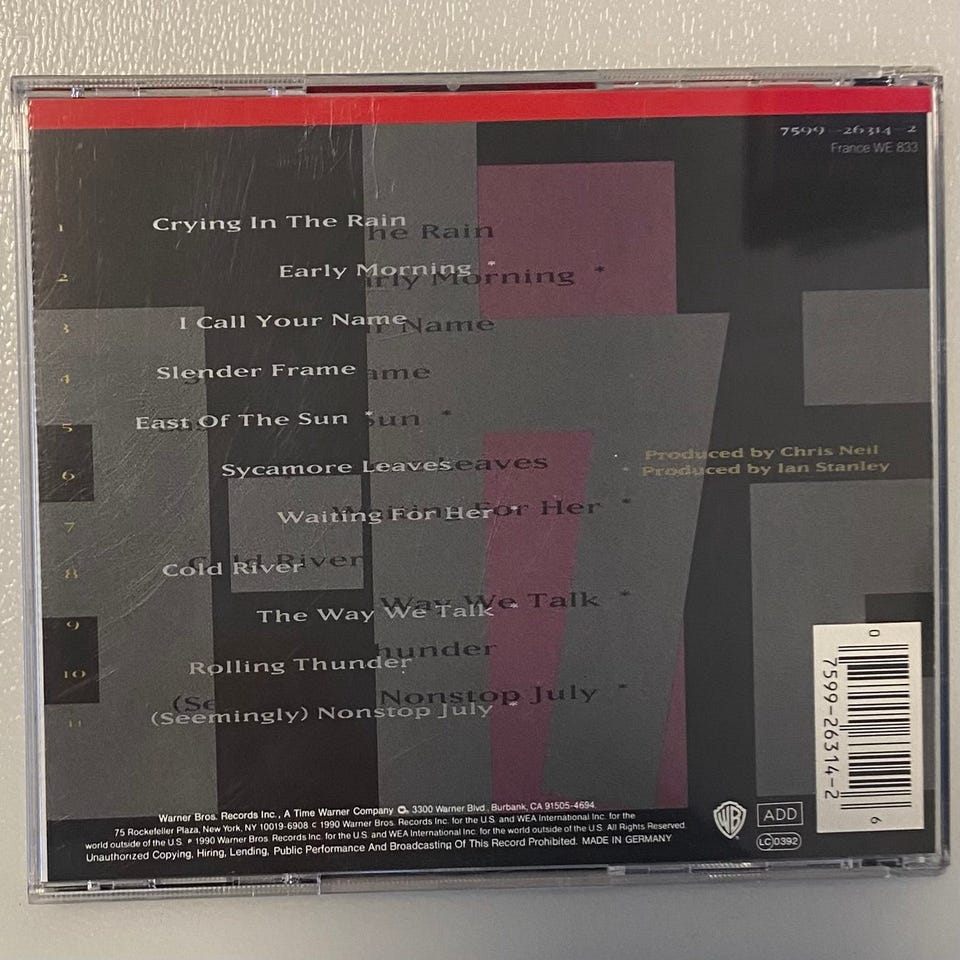 7599-26314-2
France WE 833
1 Crying In The Rain
2 Early Morning *
3 I Call Your Name
4 Slender Frame
5 East Of The Sun *
6 Sycamore Leaves
7 Waiting For Her *
8 Cold River
9 The Way We Talk *
10 Rolling Thunder
11 (Seemingly) Nonstop July *
Produced by Chris Neil
* Produced by Ian Stanley
Warner Bros. Records Inc., A Time Warner Company 3300 Warner Blvd., Burbank, CA 91505-4694,
75 Rockefeller Plaza, New York, NY 10019-6908 © 1990 Warner Bros. Records Inc. for the U.S. and WEA International Inc. for the
world outside of the U.S. ℗ 1990 Warner Bros. Records Inc. for the U.S. and WEA International Inc. for the world outside of the U.S. All Rights Reserved.
Unauthorized Copying, Hiring, Lending, Public Performance And Broadcasting Of This Record Prohibited. MADE IN GERMANY
WB
ADD
LC 0392
0 7599-26314-2 6